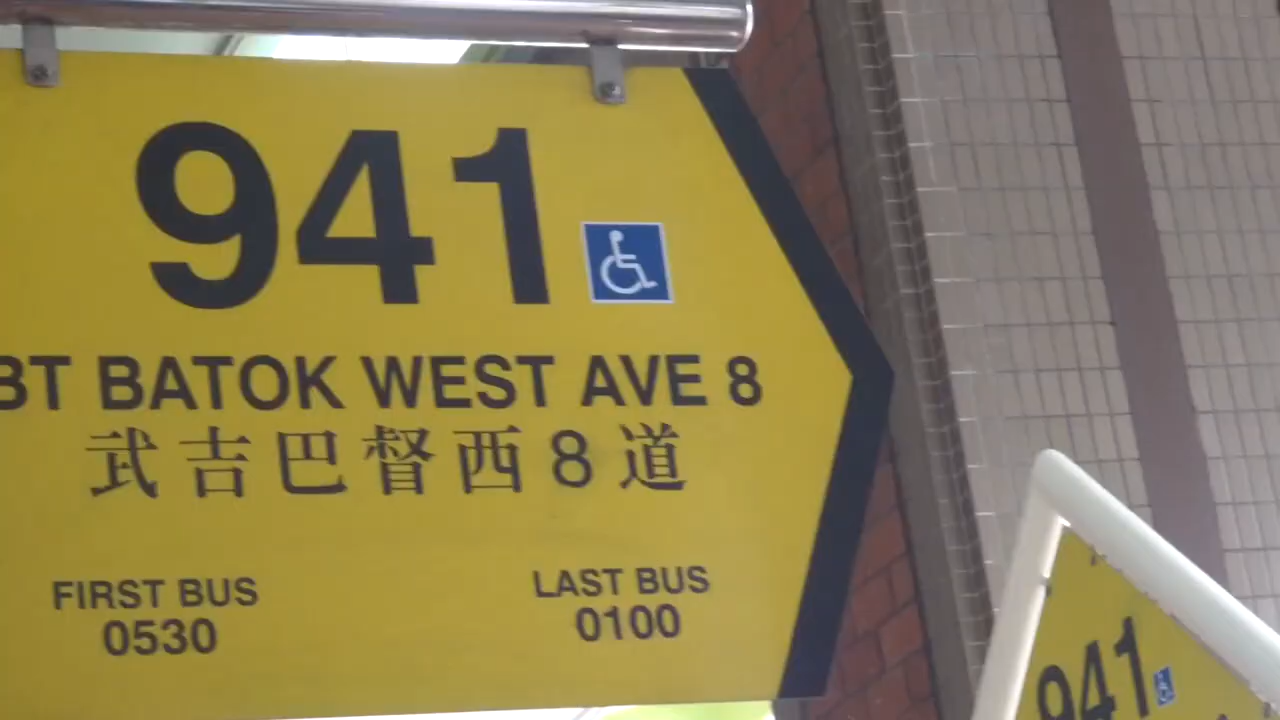 941
BT BATOK WEST AVE 8
武吉巴督西8道
FIRST BUS
0530
LAST BUS
0100
941